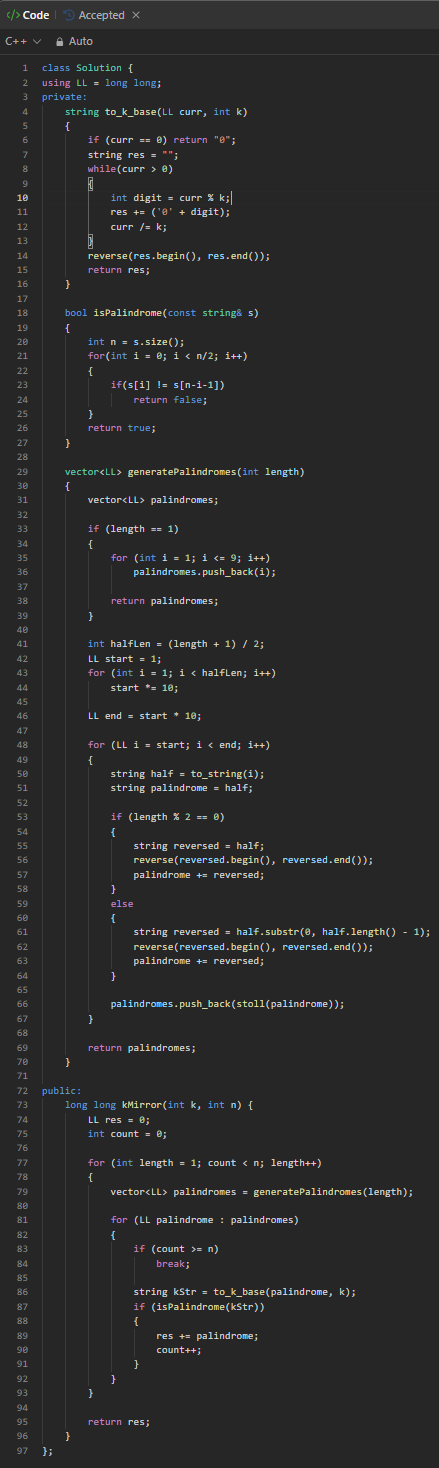 </> Code | Accepted ×
C++ Auto
1 class Solution {
2 using LL = long long;
3 private:
4     string to_k_base(LL curr, int k)
5     {
6         if (curr == 0) return "0";
7         string res = "";
8         while(curr > 0)
9         {
10             int digit = curr % k;
11             res += ('0' + digit);
12             curr /= k;
13         }
14         reverse(res.begin(), res.end());
15         return res;
16     }
17
18     bool isPalindrome(const string& s)
19     {
20         int n = s.size();
21         for(int i = 0; i < n/2; i++)
22         {
23             if(s[i] != s[n-i-1])
24                 return false;
25         }
26         return true;
27     }
28
29     vector<LL> generatePalindromes(int length)
30     {
31         vector<LL> palindromes;
32
33         if (length == 1)
34         {
35             for (int i = 1; i <= 9; i++)
36                 palindromes.push_back(i);
37
38             return palindromes;
39         }
40
41         int halfLen = (length + 1) / 2;
42         LL start = 1;
43         for (int i = 1; i < halfLen; i++)
44             start *= 10;
45
46         LL end = start * 10;
47
48         for (LL i = start; i < end; i++)
49         {
50             string half = to_string(i);
51             string palindrome = half;
52
53             if (length % 2 == 0)
54             {
55                 string reversed = half;
56                 reverse(reversed.begin(), reversed.end());
57                 palindrome += reversed;
58             }
59             else
60             {
61                 string reversed = half.substr(0, half.length() - 1);
62                 reverse(reversed.begin(), reversed.end());
63                 palindrome += reversed;
64             }
65
66             palindromes.push_back(stoll(palindrome));
67         }
68
69         return palindromes;
70     }
71
72 public:
73     long long kMirror(int k, int n) {
74         LL res = 0;
75         int count = 0;
76
77         for (int length = 1; count < n; length++)
78         {
79             vector<LL> palindromes = generatePalindromes(length);
80
81             for (LL palindrome : palindromes)
82             {
83                 if (count >= n)
84                     break;
85
86                 string kStr = to_k_base(palindrome, k);
87                 if (isPalindrome(kStr))
88                 {
89                     res += palindrome;
90                     count++;
91                 }
92             }
93         }
94
95         return res;
96     }
97 };